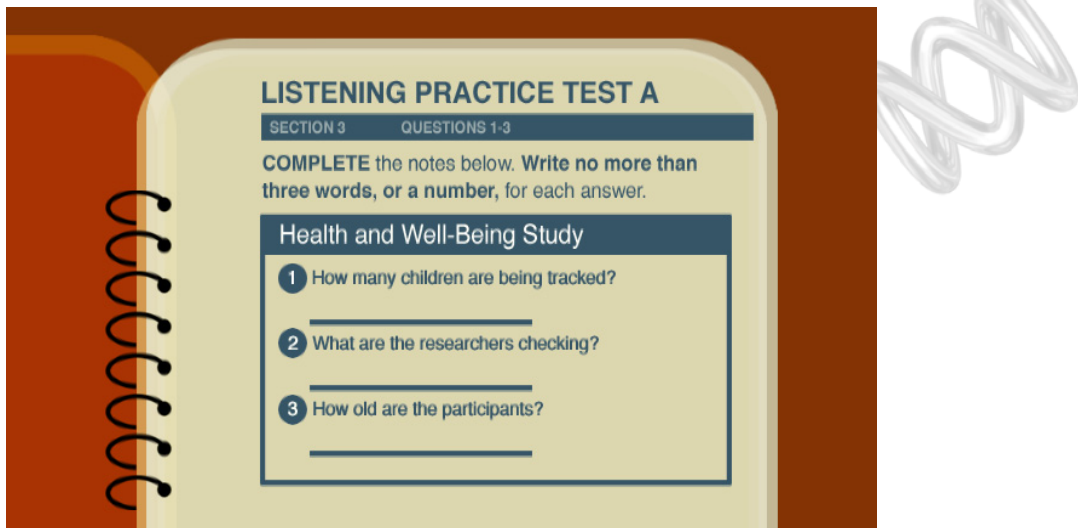 LISTENING PRACTICE TEST A
SECTION 3 QUESTIONS 1-3
COMPLETE the notes below. Write no more than
three words, or a number, for each answer.
Health and Well-Being Study
1 How many children are being tracked?
2 What are the researchers checking?
3 How old are the participants?